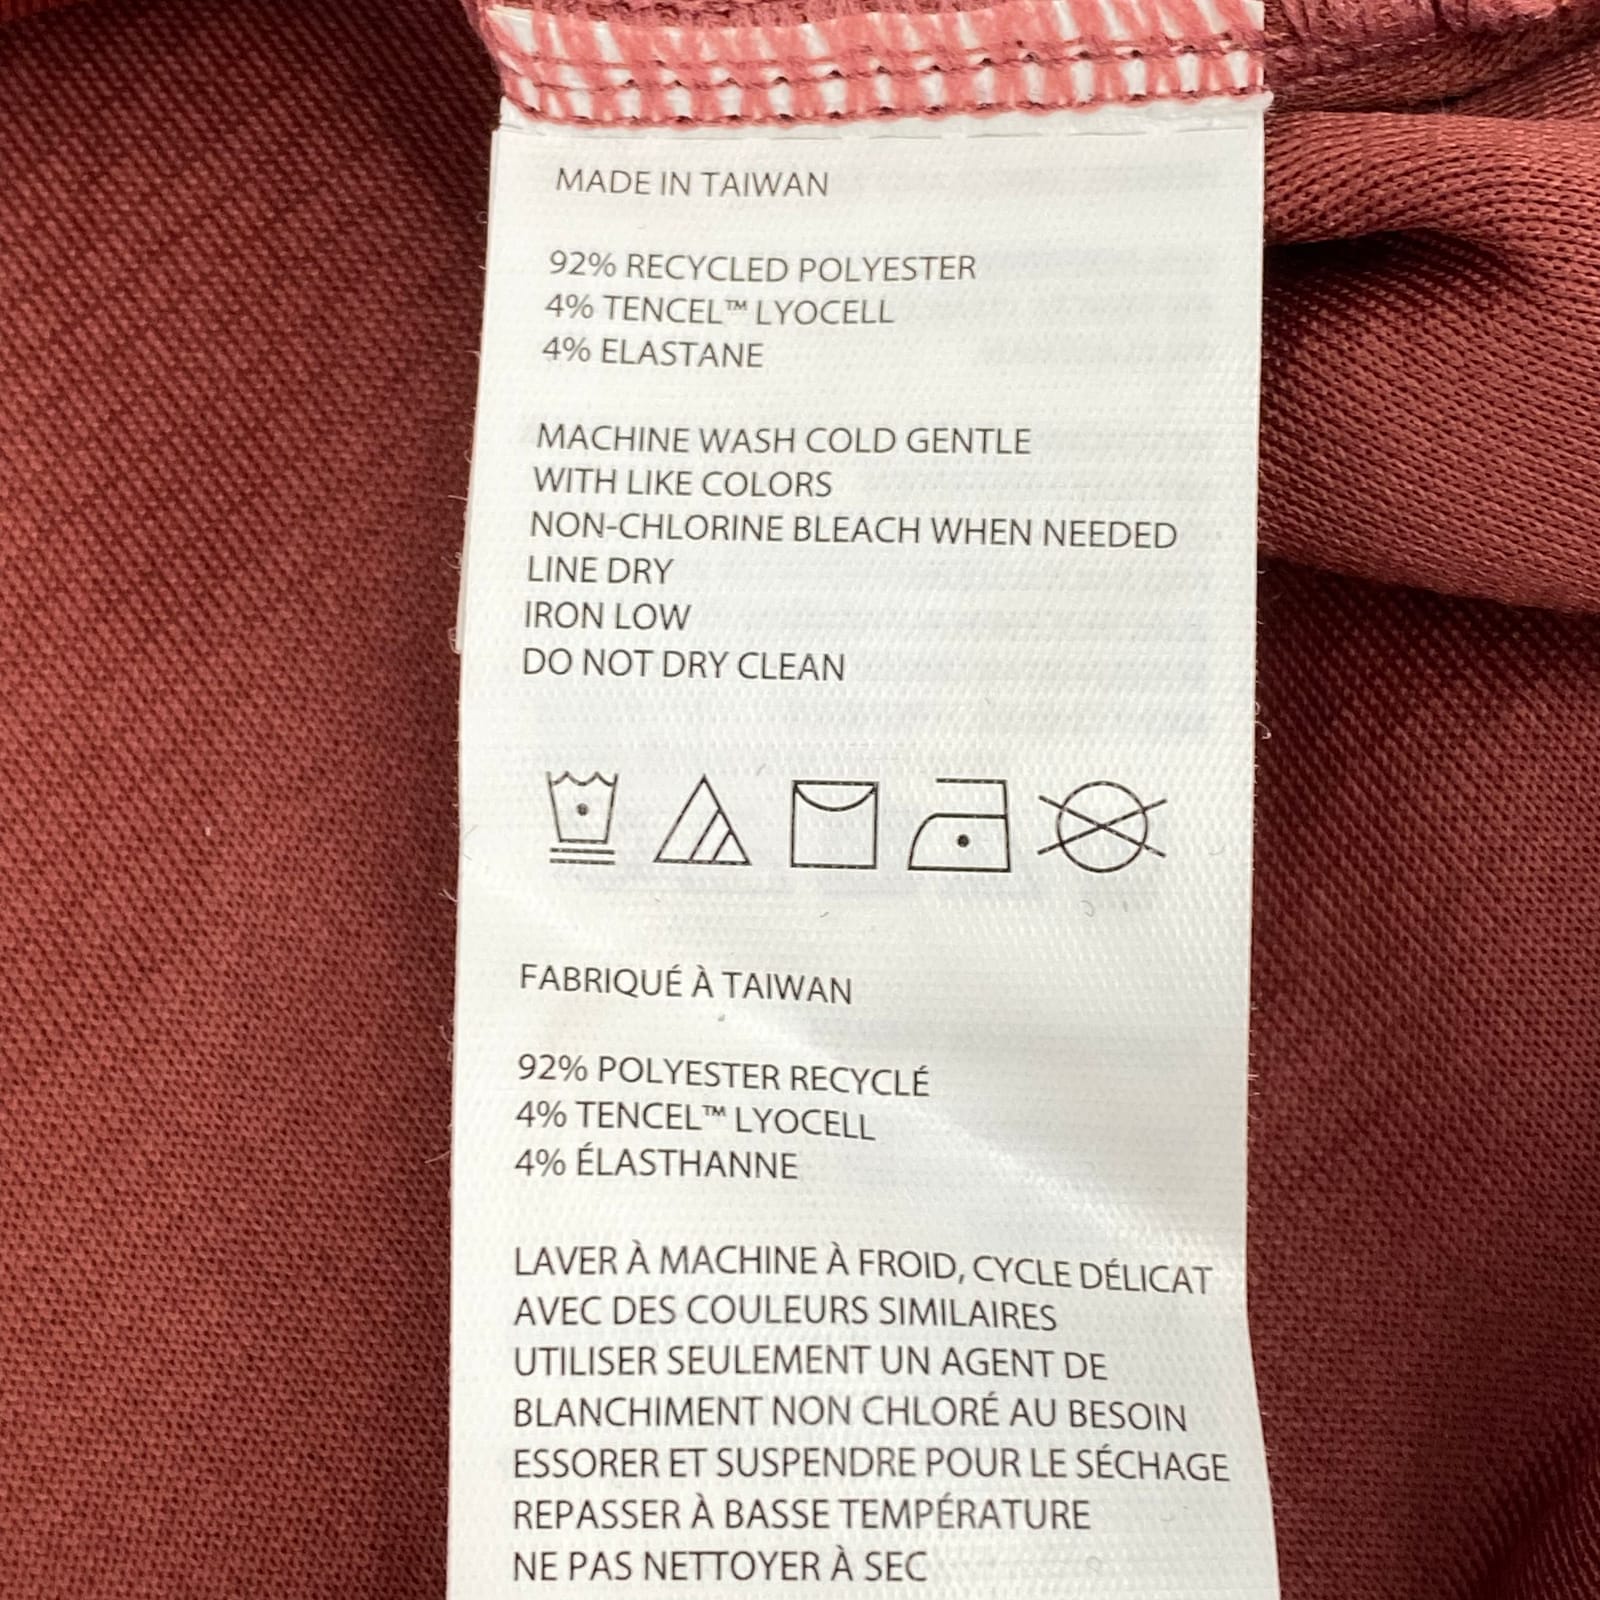 MADE IN TAIWAN
92% RECYCLED POLYESTER
4% TENCEL™ LYOCELL
4% ELASTANE
MACHINE WASH COLD GENTLE
WITH LIKE COLORS
NON-CHLORINE BLEACH WHEN NEEDED
LINE DRY
IRON LOW
DO NOT DRY CLEAN
FABRIQUÉ À TAIWAN
92% POLYESTER RECYCLÉ
4% TENCEL™ LYOCELL
4% ÉLASTHANNE
LAVER À MACHINE À FROID, CYCLE DÉLICAT
AVEC DES COULEURS SIMILAIRES
UTILISER SEULEMENT UN AGENT DE
BLANCHIMENT NON CHLORÉ AU BESOIN
ESSORER ET SUSPENDRE POUR LE SÉCHAGE
REPASSER À BASSE TEMPÉRATURE
NE PAS NETTOYER À SEC